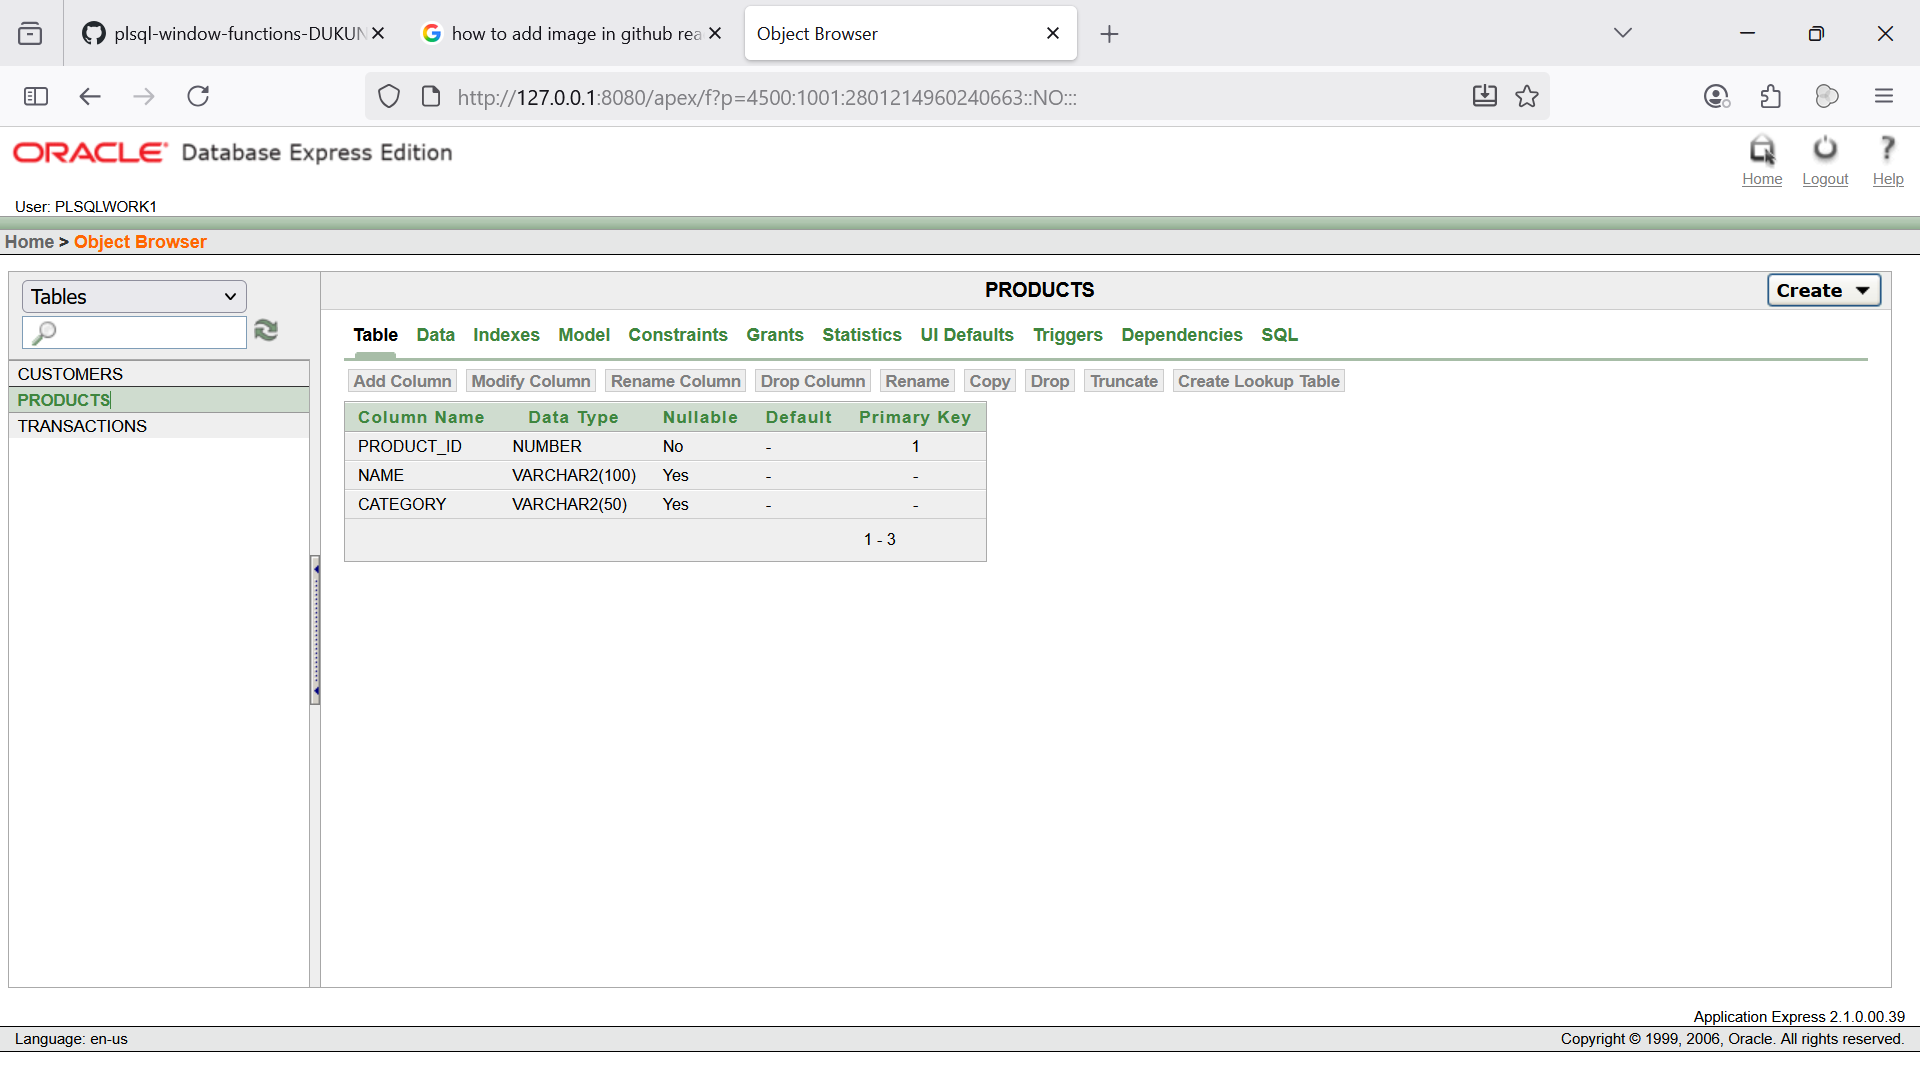 plsql-window-functions-DUKUN
how to add image in github rea
Object Browser
http://127.0.0.1:8080/apex/f?p=4500:1001:2801214960240663::NO:::
ORACLE Database Express Edition
Home Logout Help
User: PLSQLWORK1
Home > Object Browser
Tables
PRODUCTS
Create
Table Data Indexes Model Constraints Grants Statistics UI Defaults Triggers Dependencies SQL
CUSTOMERS
PRODUCTS
TRANSACTIONS
Add Column Modify Column Rename Column Drop Column Rename Copy Drop Truncate Create Lookup Table
Column Name Data Type Nullable Default Primary Key
PRODUCT_ID NUMBER No - 1
NAME VARCHAR2(100) Yes - -
CATEGORY VARCHAR2(50) Yes - -
1 - 3
Application Express 2.1.0.00.39
Language: en-us
Copyright © 1999, 2006, Oracle. All rights reserved.